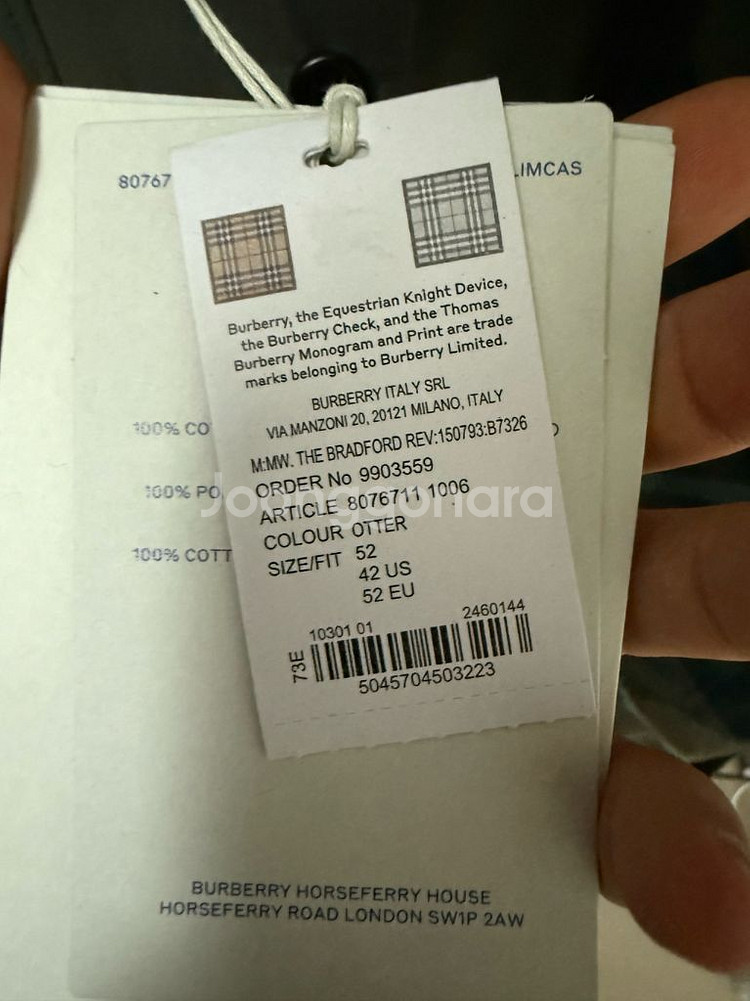 80767
LIMCAS
Burberry, the Equestrian Knight Device,
the Burberry Check, and the Thomas
Burberry Monogram and Print are trade
marks belonging to Burberry Limited.
BURBERRY ITALY SRL
VIA MANZONI 20, 20121 MILANO, ITALY
M:MW. THE BRADFORD REV:150793:B7326
ORDER No 9903559
ARTICLE 8076711 1006
COLOUR OTTER
SIZE/FIT 52
42 US
52 EU
10301 01 2460144
73E
5045704503223
100% CO
100% PO
100% COTT
Joonggonara
BURBERRY HORSEFERRY HOUSE
HORSEFERRY ROAD LONDON SW1P 2AW